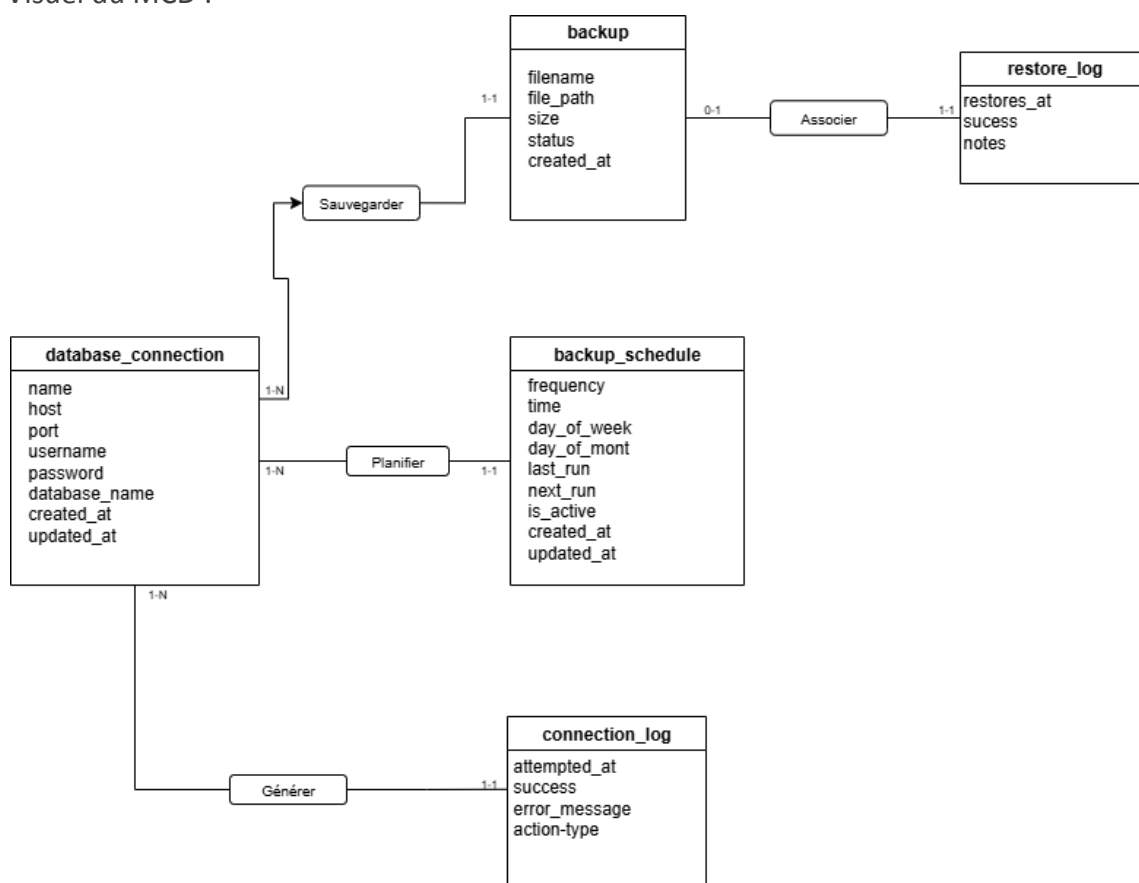 Visuel du MCD :
backup
filename
file_path
size
status
created_at
1-1
0-1
Associer
1-1
restore_log
restores_at
sucess
notes
Sauvegarder
database_connection
name
host
port
username
password
database_name
created_at
updated_at
1-N
1-N
Planifier
1-1
backup_schedule
frequency
time
day_of_week
day_of_mont
last_run
next_run
is_active
created_at
updated_at
1-N
Générer
1-1
connection_log
attempted_at
success
error_message
action-type